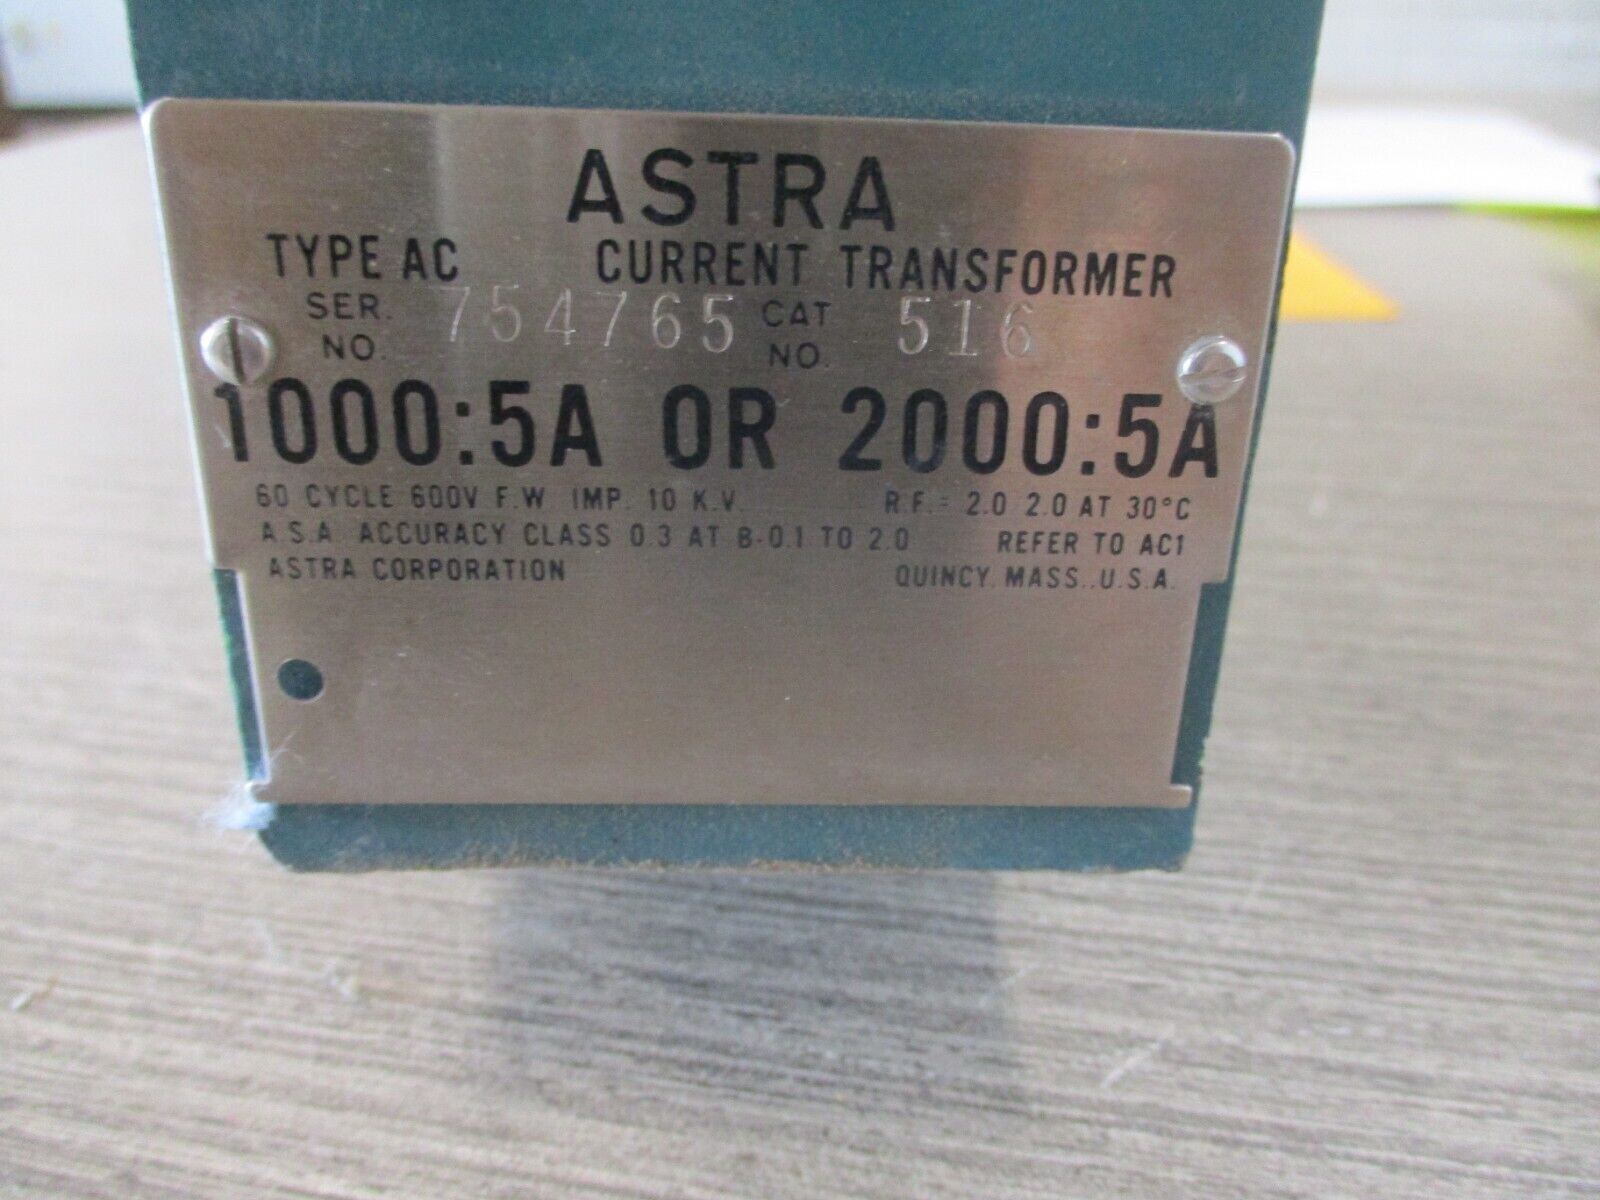 ASTRA
TYPE AC CURRENT TRANSFORMER
SER. NO. 754765 CAT NO. 516
1000:5A OR 2000:5A
60 CYCLE 600V F.W IMP. 10 K.V. R.F.= 2.0 2.0 AT 30°C
A.S.A. ACCURACY CLASS 0.3 AT B-0.1 TO 2.0 REFER TO AC1
ASTRA CORPORATION QUINCY. MASS., U.S.A.